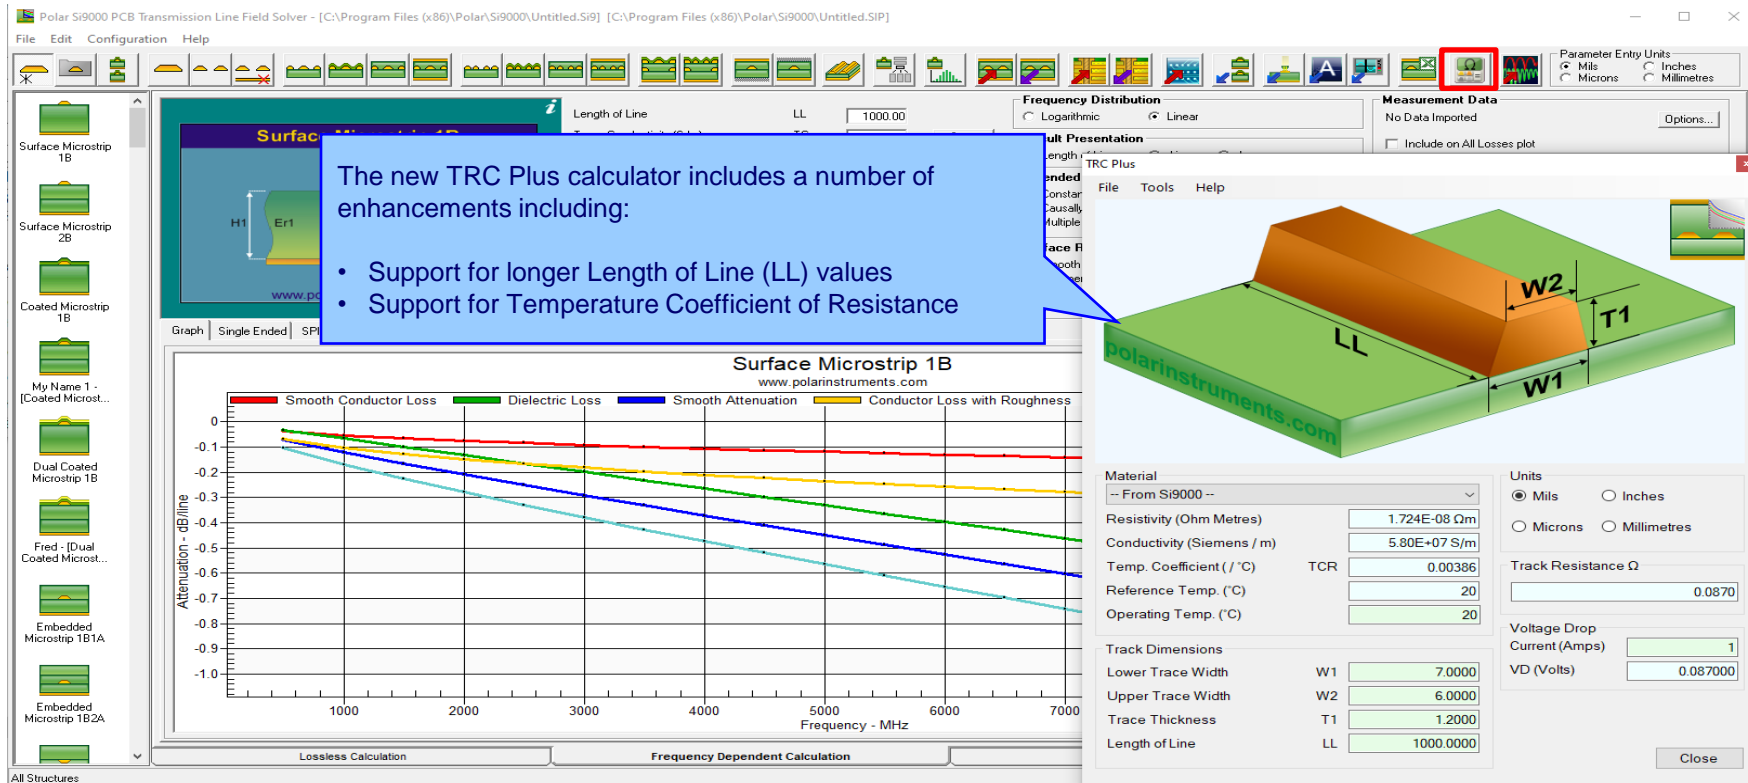 Polar Si9000 PCB Transmission Line Field Solver - [C:\Program Files (x86)\Polar\Si9000\Untitled.Si9] [C:\Program Files (x86)\Polar\Si9000\Untitled.SIP]
File Edit Configuration Help
Parameter Entry Units
Mils Inches
Microns Millimetres
Surface Microstrip
1B
Surface Microstrip
2B
Coated Microstrip
1B
My Name 1 -
[Coated Microst...
Dual Coated
Microstrip 1B
Fred - [Dual
Coated Microst...
Embedded
Microstrip 1B1A
Embedded
Microstrip 1B2A
H1 Er1
Length of Line LL 1000.00
Frequency Distribution
Logarithmic Linear
Measurement Data
No Data Imported
Options...
Include on All Losses plot
The new TRC Plus calculator includes a number of
enhancements including:
• Support for longer Length of Line (LL) values
• Support for Temperature Coefficient of Resistance
Graph Single Ended
Surface Microstrip 1B
www.polarinstruments.com
Smooth Conductor Loss Dielectric Loss Smooth Attenuation Conductor Loss with Roughness
Attenuation - dB/line
0
-0.1
-0.2
-0.3
-0.4
-0.5
-0.6
-0.7
-0.8
-0.9
-1.0
1000 2000 3000 4000 5000 6000 7000
Frequency - MHz
Lossless Calculation Frequency Dependent Calculation
All Structures
TRC Plus
File Tools Help
W2
T1
LL
W1
polarinstruments.com
Material
-- From Si9000 --
Resistivity (Ohm Metres) 1.724E-08 Ωm
Conductivity (Siemens / m) 5.80E+07 S/m
Temp. Coefficient ( / °C) TCR 0.00386
Reference Temp. (°C) 20
Operating Temp. (°C) 20
Track Dimensions
Lower Trace Width W1 7.0000
Upper Trace Width W2 6.0000
Trace Thickness T1 1.2000
Length of Line LL 1000.0000
Units
Mils Inches
Microns Millimetres
Track Resistance Ω
0.0870
Voltage Drop
Current (Amps) 1
VD (Volts) 0.087000
Close